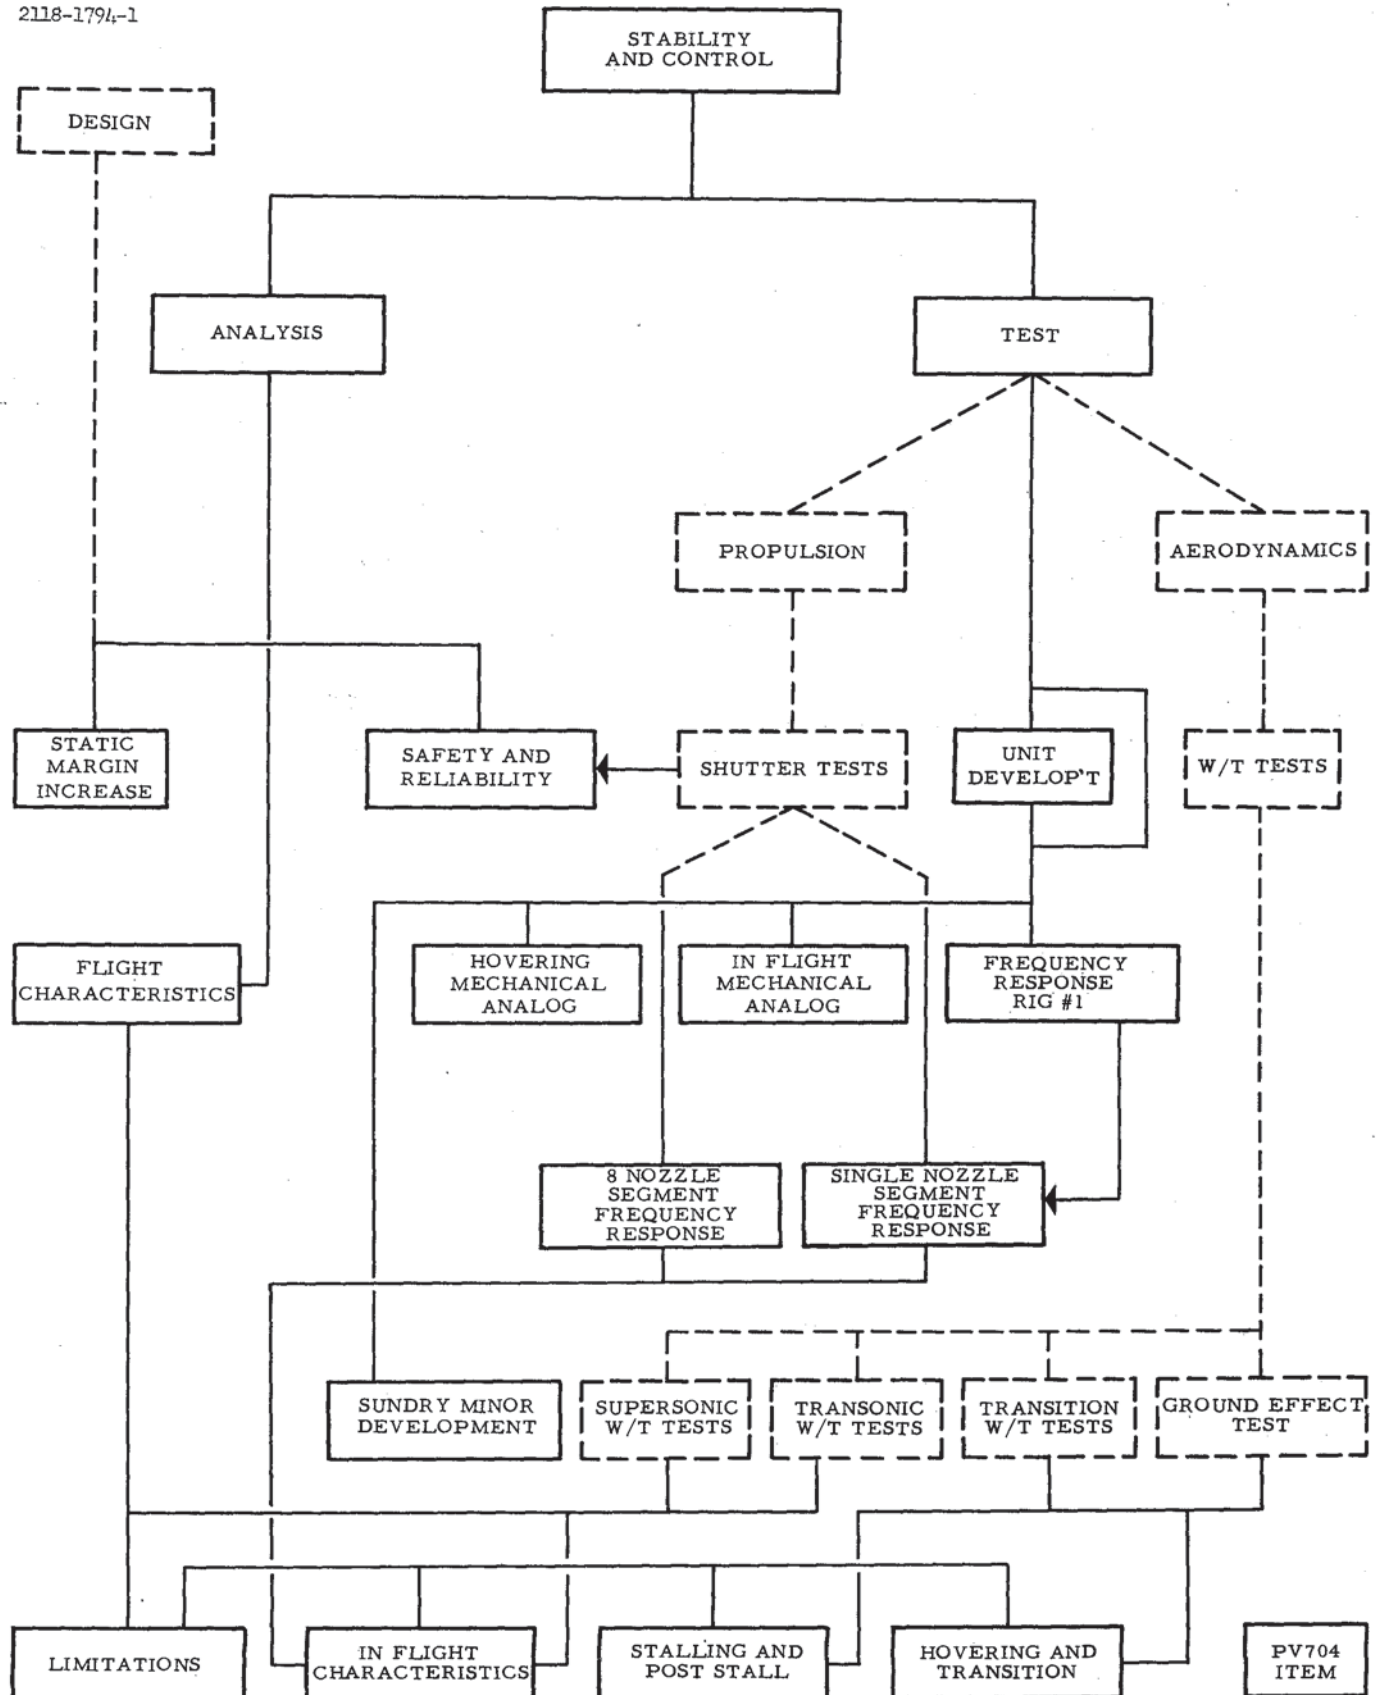 2118-1794-1
STABILITY
AND CONTROL
DESIGN
ANALYSIS
TEST
PROPULSION
AERODYNAMICS
STATIC
MARGIN
INCREASE
SAFETY AND
RELIABILITY
SHUTTER TESTS
UNIT
DEVELOP'T
W/T TESTS
FLIGHT
CHARACTERISTICS
HOVERING
MECHANICAL
ANALOG
IN FLIGHT
MECHANICAL
ANALOG
FREQUENCY
RESPONSE
RIG #1
8 NOZZLE
SEGMENT
FREQUENCY
RESPONSE
SINGLE NOZZLE
SEGMENT
FREQUENCY
RESPONSE
SUNDRY MINOR
DEVELOPMENT
SUPERSONIC
W/T TESTS
TRANSONIC
W/T TESTS
TRANSITION
W/T TESTS
GROUND EFFECT
TEST
LIMITATIONS
IN FLIGHT
CHARACTERISTICS
STALLING AND
POST STALL
HOVERING AND
TRANSITION
PV704
ITEM